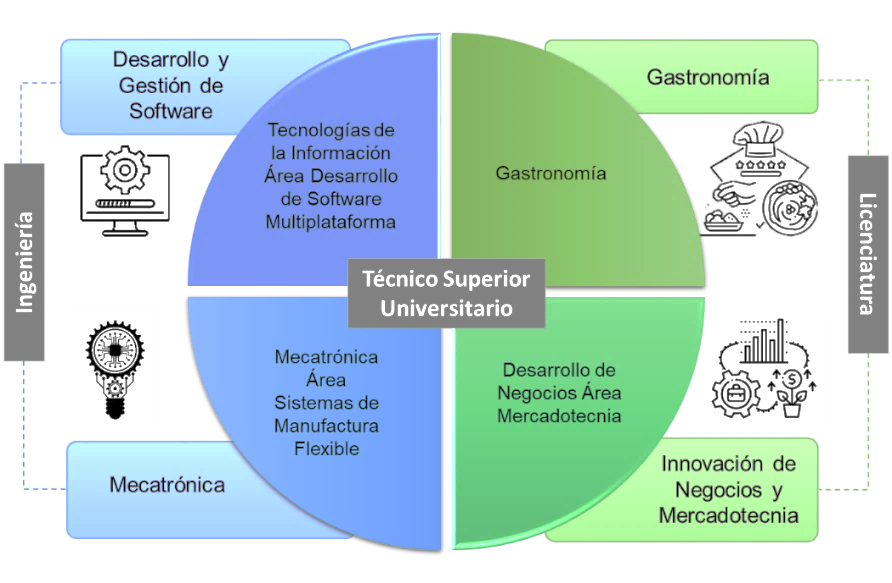 Desarrollo y
Gestión de
Software
Gastronomía
Tecnologías de
la Información
Área Desarrollo
de Software
Multiplataforma
Gastronomía
Ingeniería
Licenciatura
Técnico Superior
Universitario
Mecatrónica
Área
Sistemas de
Manufactura
Flexible
Desarrollo de
Negocios Área
Mercadotecnia
Mecatrónica
Innovación de
Negocios y
Mercadotecnia